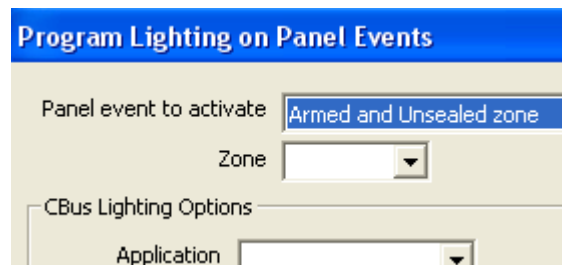 Program Lighting on Panel Events
Panel event to activate Armed and Unsealed zone
Zone
CBus Lighting Options
Application